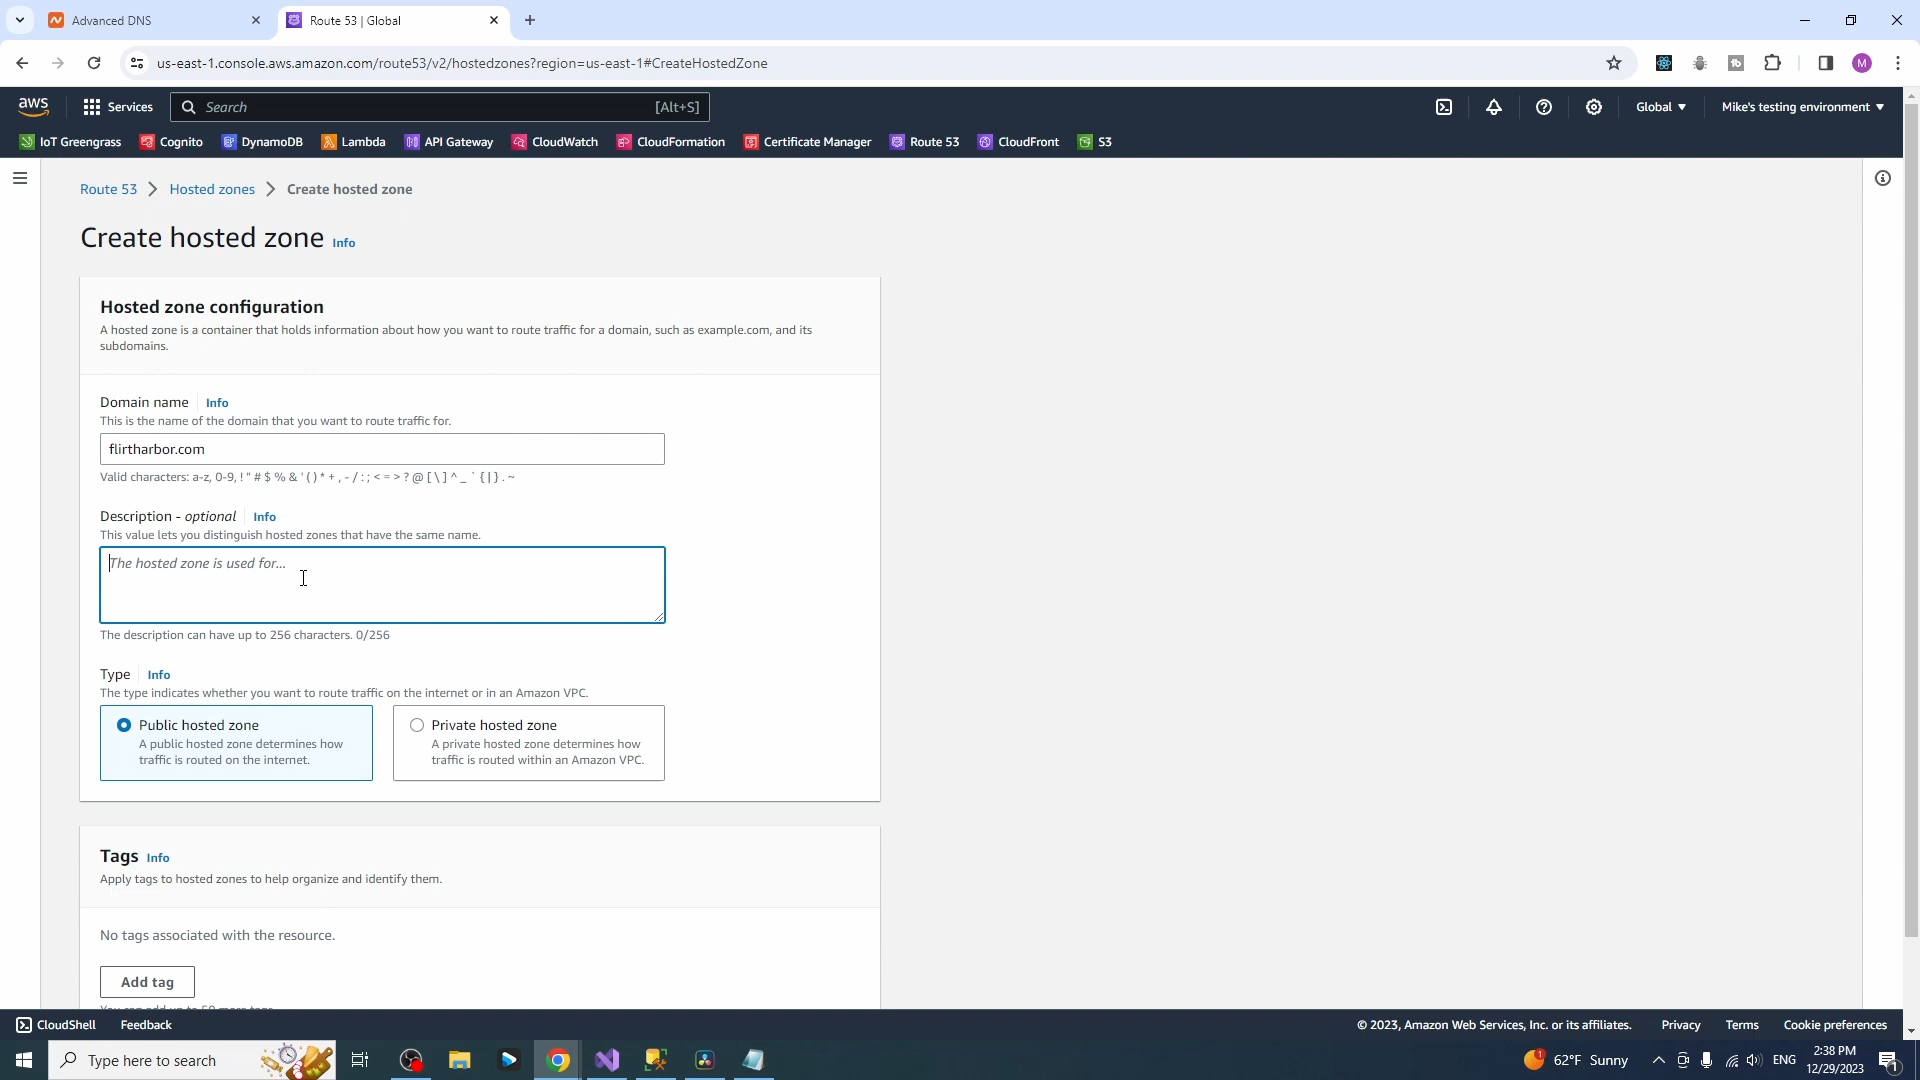 Advanced DNS
Route 53 | Global
us-east-1.console.aws.amazon.com/route53/v2/hostedzones?region=us-east-1#CreateHostedZone
M
aws
Services
Search
[Alt+S]
Global
Mike's testing environment
IoT Greengrass
Cognito
DynamoDB
Lambda
API Gateway
CloudWatch
CloudFormation
Certificate Manager
Route 53
CloudFront
S3
Route 53
Hosted zones
Create hosted zone
Create hosted zone Info
Hosted zone configuration
A hosted zone is a container that holds information about how you want to route traffic for a domain, such as example.com, and its
subdomains.
Domain name Info
This is the name of the domain that you want to route traffic for.
flirtharbor.com
Valid characters: a-z, 0-9, ! " # $ % & ' ( ) * + , - / : ; < = > ? @ [ \ ] ^ _ ` { | } . ~
Description - optional Info
This value lets you distinguish hosted zones that have the same name.
The hosted zone is used for...
The description can have up to 256 characters. 0/256
Type Info
The type indicates whether you want to route traffic on the internet or in an Amazon VPC.
Public hosted zone
A public hosted zone determines how
traffic is routed on the internet.
Private hosted zone
A private hosted zone determines how
traffic is routed within an Amazon VPC.
Tags Info
Apply tags to hosted zones to help organize and identify them.
No tags associated with the resource.
Add tag
You can add up to 50 more tags.
CloudShell
Feedback
© 2023, Amazon Web Services, Inc. or its affiliates.
Privacy
Terms
Cookie preferences
Type here to search
62°F Sunny
ENG
2:38 PM
12/29/2023
1